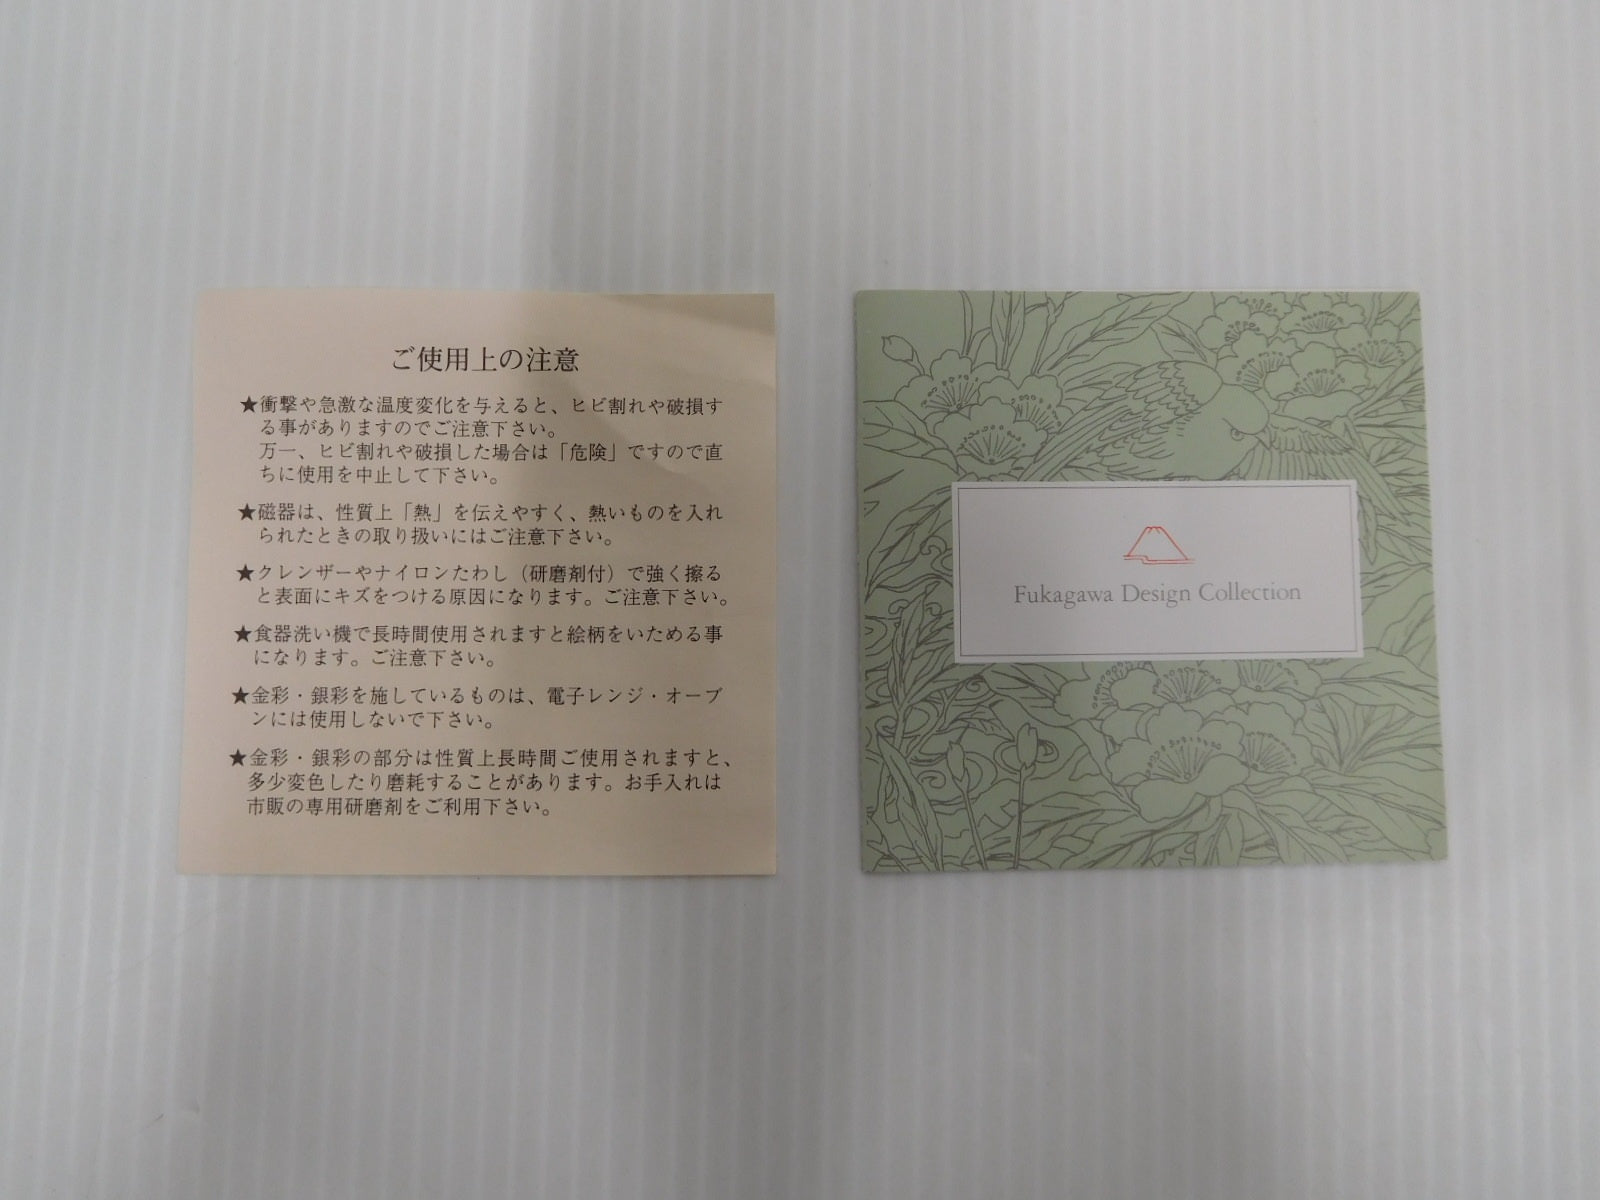 ご使用上の注意
★衝撃や急激な温度変化を与えると、ヒビ割れや破損す
る事がありますのでご注意下さい。
万一、ヒビ割れや破損した場合は「危険」ですので直
ちに使用を中止して下さい。
★磁器は、性質上「熱」を伝えやすく、熱いものを入れ
られたときの取り扱いにはご注意下さい。
★クレンザーやナイロンたわし（研磨剤付）で強く擦る
と表面にキズをつける原因になります。ご注意下さい。
★食器洗い機で長時間使用されますと絵柄をいためる事
になります。ご注意下さい。
★金彩・銀彩を施しているものは、電子レンジ・オーブ
ンには使用しないで下さい。
★金彩・銀彩の部分は性質上長時間ご使用されますと、
多少変色したり磨耗することがあります。お手入れは
市販の専用研磨剤をご利用下さい。
Fukagawa Design Collection